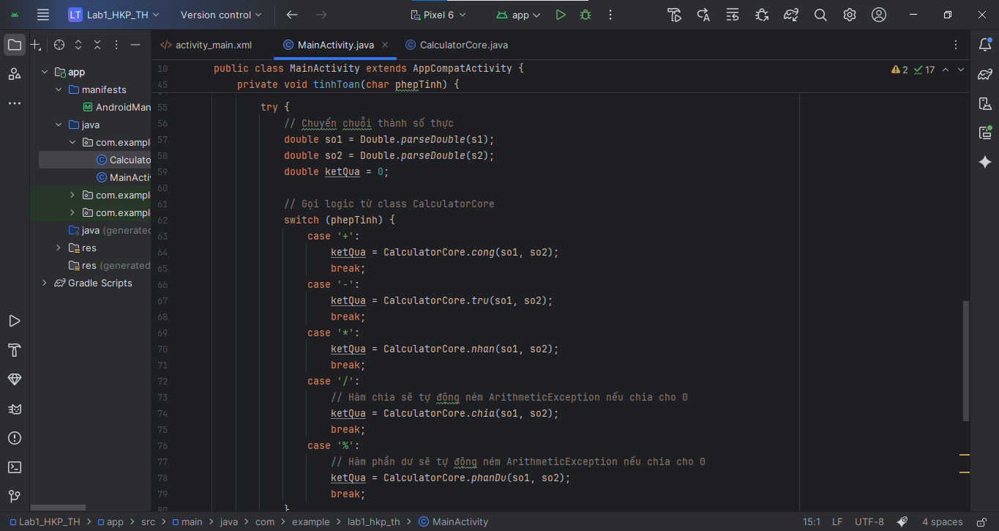 LT Lab1_HKP_TH Version control Pixel 6 app
activity_main.xml MainActivity.java CalculatorCore.java
app
manifests
AndroidMan
java
com.exampl
Calculato
MainActiv
com.exampl
com.exampl
java (generated
res
res (generated
Gradle Scripts
2 17
10 public class MainActivity extends AppCompatActivity {
45 private void tinhToan(char phepTinh) {
55 try {
56 // Chuyển chuỗi thành số thực
57 double so1 = Double.parseDouble(s1);
58 double so2 = Double.parseDouble(s2);
59 double ketQua = 0;
60
61 // Gọi logic từ class CalculatorCore
62 switch (phepTinh) {
63 case '+':
64 ketQua = CalculatorCore.cong(so1, so2);
65 break;
66 case '-':
67 ketQua = CalculatorCore.tru(so1, so2);
68 break;
69 case '*':
70 ketQua = CalculatorCore.nhan(so1, so2);
71 break;
72 case '/':
73 // Hàm chia sẽ tự động ném ArithmeticException nếu chia cho 0
74 ketQua = CalculatorCore.chia(so1, so2);
75 break;
76 case '%':
77 // Hàm phần dư sẽ tự động ném ArithmeticException nếu chia cho 0
78 ketQua = CalculatorCore.phanDu(so1, so2);
79 break;
80 }
Lab1_HKP_TH > app > src > main > java > com > example > lab1_hkp_th > MainActivity 15:1 LF UTF-8 4 spaces